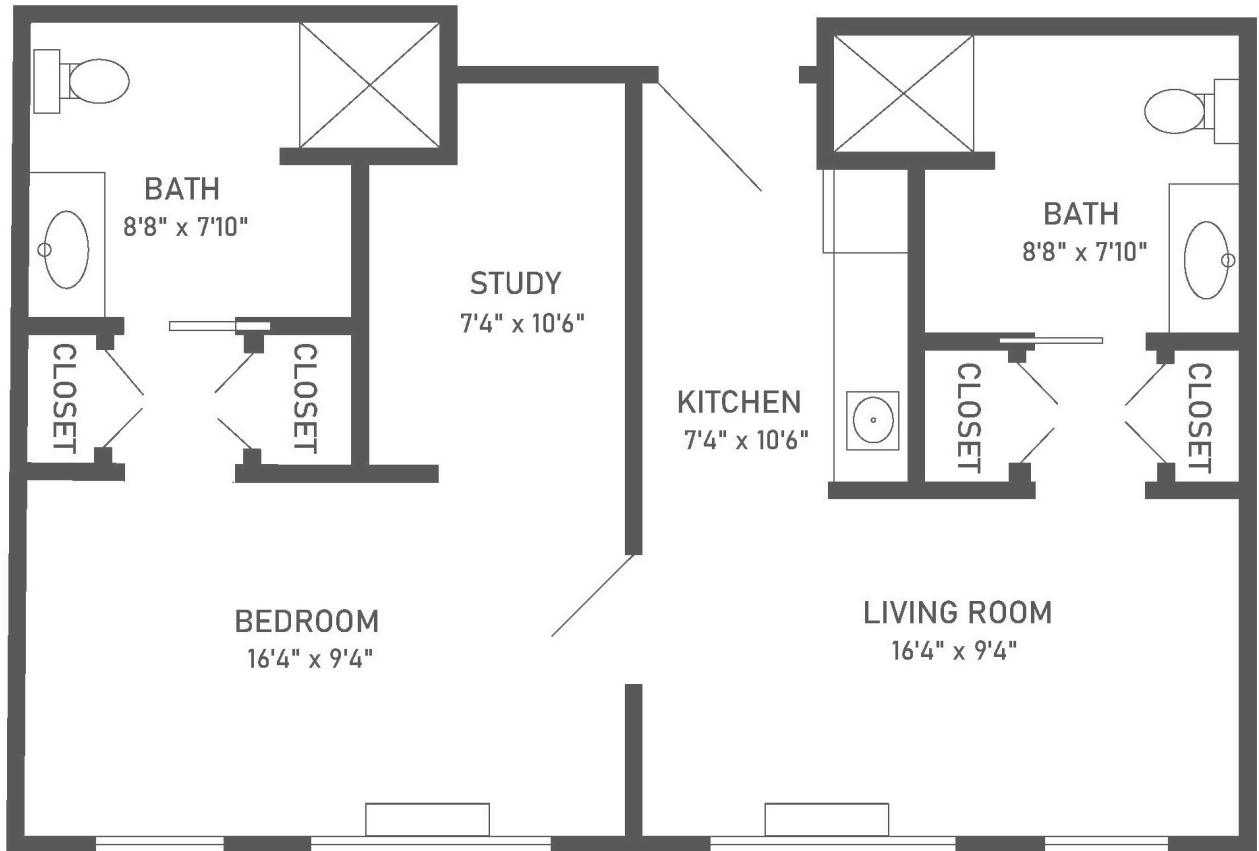 BATH
8'8" x 7'10"
BATH
8'8" x 7'10"
STUDY
7'4" x 10'6"
CLOSET
CLOSET
KITCHEN
7'4" x 10'6"
CLOSET
CLOSET
BEDROOM
16'4" x 9'4"
LIVING ROOM
16'4" x 9'4"